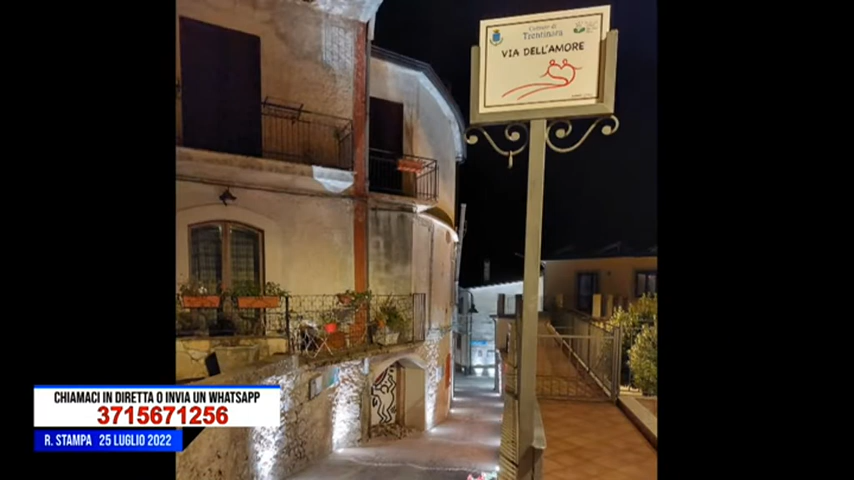 Comune di
Trentinara
VIA DELL'AMORE
CHIAMACI IN DIRETTA O INVIA UN WHATSAPP
3715671256
R. STAMPA 25 LUGLIO 2022